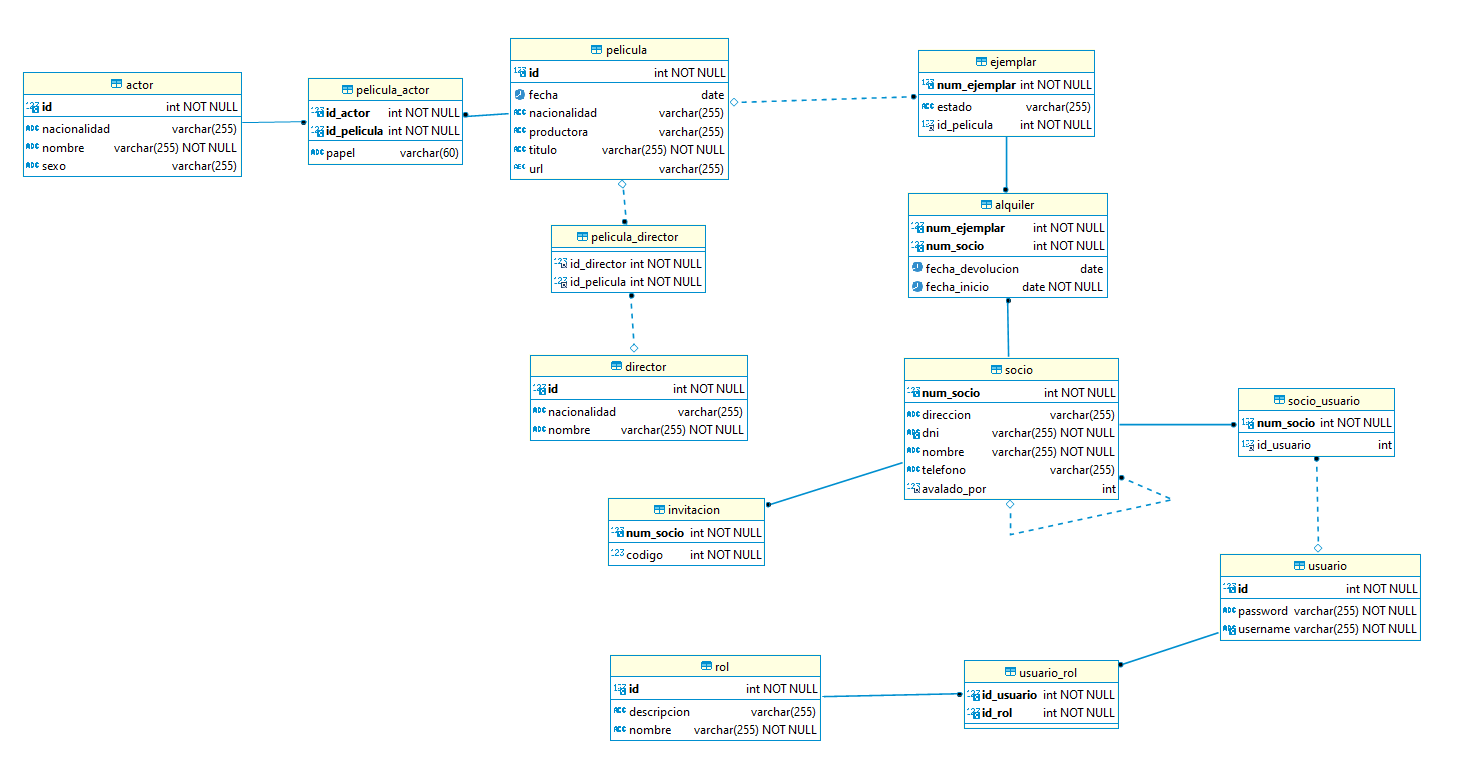 actor
id int NOT NULL
nacionalidad varchar(255)
nombre varchar(255) NOT NULL
sexo varchar(255)
pelicula_actor
id_actor int NOT NULL
id_pelicula int NOT NULL
papel varchar(60)
pelicula
id int NOT NULL
fecha date
nacionalidad varchar(255)
productora varchar(255)
titulo varchar(255) NOT NULL
url varchar(255)
ejemplar
num_ejemplar int NOT NULL
estado varchar(255)
id_pelicula int NOT NULL
alquiler
num_ejemplar int NOT NULL
num_socio int NOT NULL
fecha_devolucion date
fecha_inicio date NOT NULL
pelicula_director
id_director int NOT NULL
id_pelicula int NOT NULL
director
id int NOT NULL
nacionalidad varchar(255)
nombre varchar(255) NOT NULL
socio
num_socio int NOT NULL
direccion varchar(255)
dni varchar(255) NOT NULL
nombre varchar(255) NOT NULL
telefono varchar(255)
avalado_por int
socio_usuario
num_socio int NOT NULL
id_usuario int
invitacion
num_socio int NOT NULL
codigo int NOT NULL
usuario
id int NOT NULL
password varchar(255) NOT NULL
username varchar(255) NOT NULL
rol
id int NOT NULL
descripcion varchar(255)
nombre varchar(255) NOT NULL
usuario_rol
id_usuario int NOT NULL
id_rol int NOT NULL